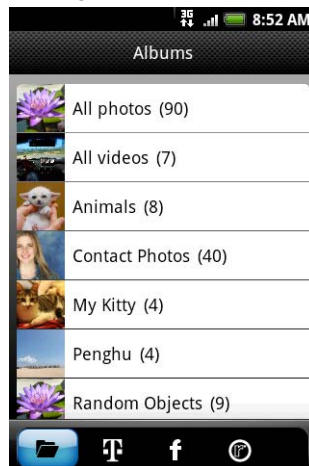 3G 8:52 AM
Albums
All photos (90)
All videos (7)
Animals (8)
Contact Photos (40)
My Kitty (4)
Penghu (4)
Random Objects (9)
T f r